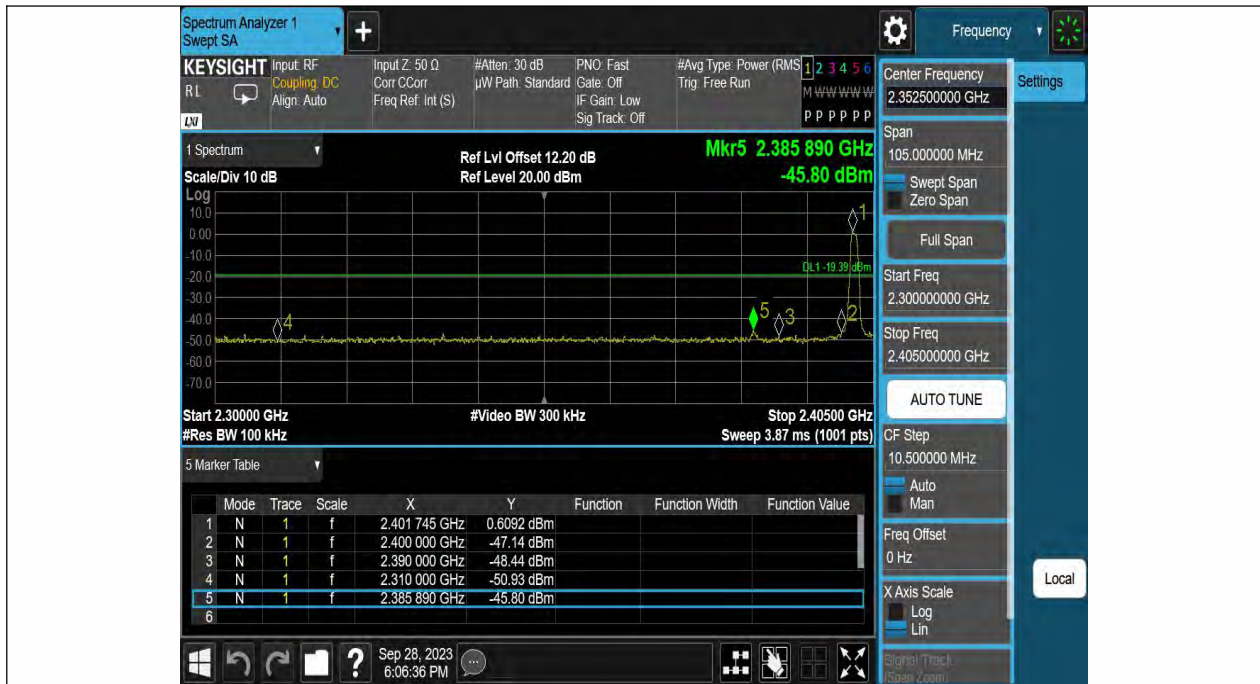 Spectrum Analyzer 1
Swept SA
+
Frequency
KEYSIGHT
RL
LXI
Input: RF
Coupling: DC
Align: Auto
Input Z: 50 Ω
Corr CCorr
Freq Ref: Int (S)
#Atten: 30 dB
µW Path: Standard
PNO: Fast
Gate: Off
IF Gain: Low
Sig Track: Off
#Avg Type: Power (RMS
Trig: Free Run
1 2 3 4 5 6
M W W W W W
P P P P P P
1 Spectrum
Scale/Div 10 dB
Ref Lvl Offset 12.20 dB
Ref Level 20.00 dBm
Mkr5 2.385 890 GHz
-45.80 dBm
Log
10.0
0.00
-10.0
-20.0
-30.0
-40.0
-50.0
-60.0
-70.0
1
DL1 -19.39 dBm
4
5
3
2
Start 2.30000 GHz
#Video BW 300 kHz
Stop 2.40500 GHz
#Res BW 100 kHz
Sweep 3.87 ms (1001 pts)
5 Marker Table
Mode Trace Scale X Y Function Function Width Function Value
1 N 1 f 2.401 745 GHz 0.6092 dBm
2 N 1 f 2.400 000 GHz -47.14 dBm
3 N 1 f 2.390 000 GHz -48.44 dBm
4 N 1 f 2.310 000 GHz -50.93 dBm
5 N 1 f 2.385 890 GHz -45.80 dBm
6
Sep 28, 2023
6:06:36 PM
?
Center Frequency
2.352500000 GHz
Settings
Span
105.000000 MHz
Swept Span
Zero Span
Full Span
Start Freq
2.300000000 GHz
Stop Freq
2.405000000 GHz
AUTO TUNE
CF Step
10.500000 MHz
Auto
Man
Freq Offset
0 Hz
Local
X Axis Scale
Log
Lin
Signal Track
(Span Zoom)